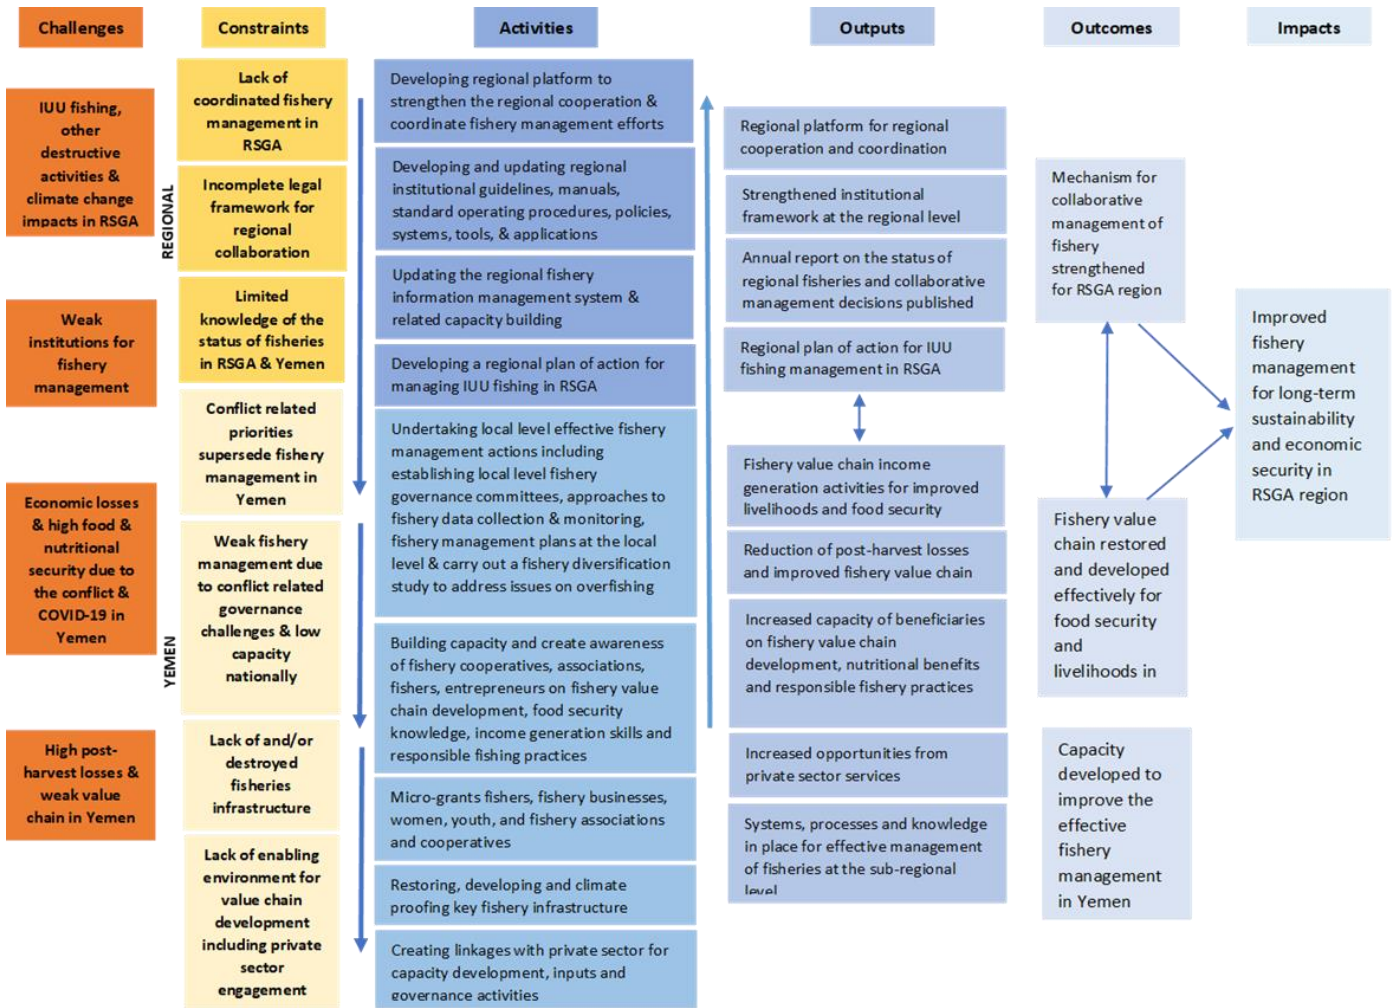 Challenges
Constraints
Activities
Outputs
Outcomes
Impacts
IUU fishing,
other
destructive
activities &
climate change
impacts in RSGA
Weak
institutions for
fishery
management
Economic losses
& high food &
nutritional
security due to
the conflict &
COVID-19 in
Yemen
High post-
harvest losses &
weak value
chain in Yemen
REGIONAL
YEMEN
Lack of
coordinated fishery
management in
RSGA
Incomplete legal
framework for
regional
collaboration
Limited
knowledge of the
status of fisheries
in RSGA & Yemen
Conflict related
priorities
supersede fishery
management in
Yemen
Weak fishery
management due
to conflict related
governance
challenges & low
capacity
nationally
Lack of and/or
destroyed
fisheries
infrastructure
Lack of enabling
environment for
value chain
development
including private
sector
engagement
Developing regional platform to
strengthen the regional cooperation &
coordinate fishery management efforts
Developing and updating regional
institutional guidelines, manuals,
standard operating procedures, policies,
systems, tools, & applications
Updating the regional fishery
information management system &
related capacity building
Developing a regional plan of action for
managing IUU fishing in RSGA
Undertaking local level effective fishery
management actions including
establishing local level fishery
governance committees, approaches to
fishery data collection & monitoring,
fishery management plans at the local
level & carry out a fishery diversification
study to address issues on overfishing
Building capacity and create awareness
of fishery cooperatives, associations,
fishers, entrepreneurs on fishery value
chain development, food security
knowledge, income generation skills and
responsible fishing practices
Micro-grants fishers, fishery businesses,
women, youth, and fishery associations
and cooperatives
Restoring, developing and climate
proofing key fishery infrastructure
Creating linkages with private sector for
capacity development, inputs and
governance activities
Regional platform for regional
cooperation and coordination
Strengthened institutional
framework at the regional level
Annual report on the status of
regional fisheries and collaborative
management decisions published
Regional plan of action for IUU
fishing management in RSGA
Fishery value chain income
generation activities for improved
livelihoods and food security
Reduction of post-harvest losses
and improved fishery value chain
Increased capacity of beneficiaries
on fishery value chain
development, nutritional benefits
and responsible fishery practices
Increased opportunities from
private sector services
Systems, processes and knowledge
in place for effective management
of fisheries at the sub-regional
level
Mechanism for
collaborative
management of
fishery
strengthened
for RSGA region
Fishery value
chain restored
and developed
effectively for
food security
and
livelihoods in
Capacity
developed to
improve the
effective
fishery
management
in Yemen
Improved
fishery
management
for long-term
sustainability
and economic
security in
RSGA region